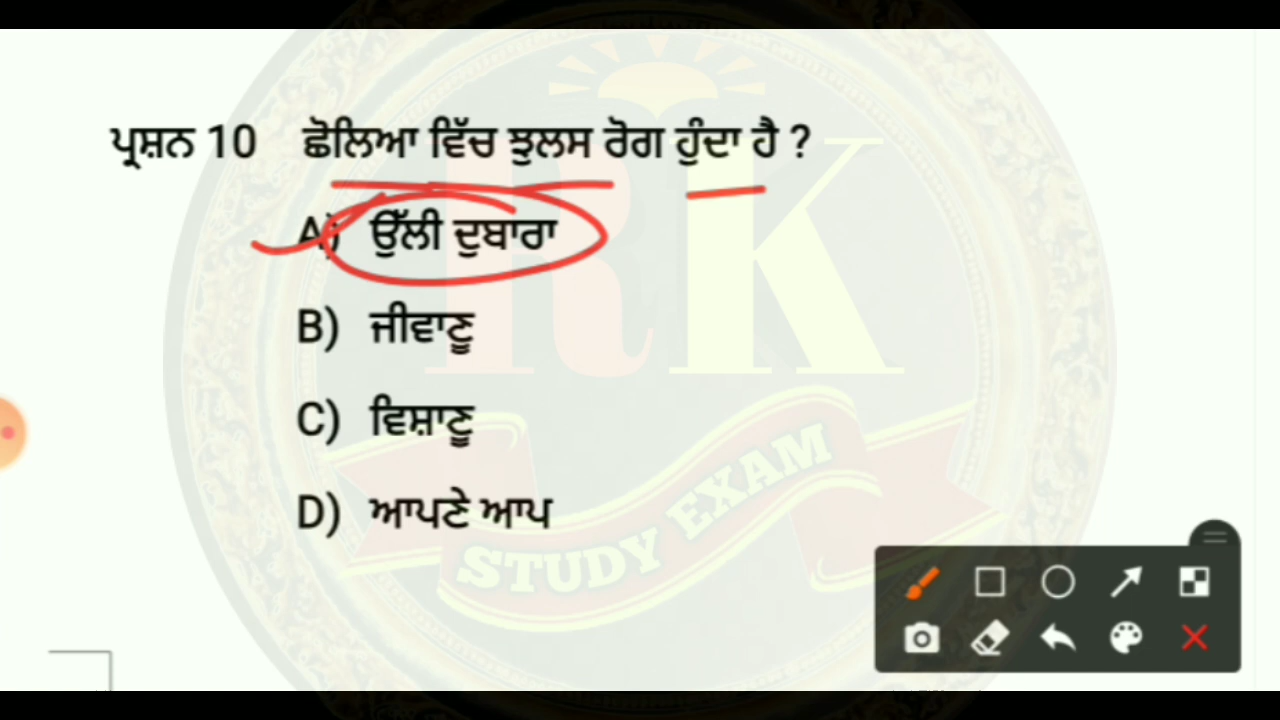 ਪ੍ਰਸ਼ਨ 10 ਛੋਲਿਆ ਵਿੱਚ ਝੁਲਸ ਰੋਗ ਹੁੰਦਾ ਹੈ ?
A) ਉੱਲੀ ਦੁਬਾਰਾ
B) ਜੀਵਾਣੂ
C) ਵਿਸ਼ਾਣੂ
D) ਆਪਣੇ ਆਪ
RK
STUDY EXAM